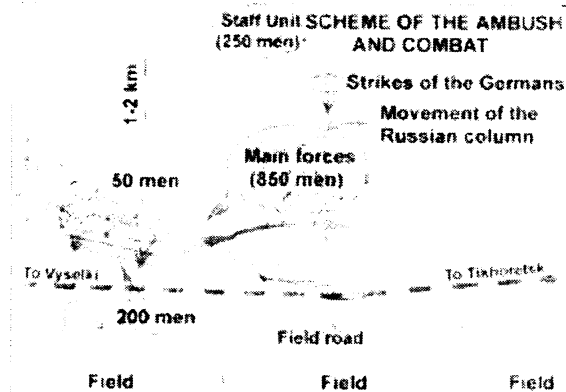 Staff Unit
(250 men)
SCHEME OF THE AMBUSH
AND COMBAT
Strikes of the Germans
Movement of the
Russian column
1-2 km
Main forces
(850 men)
50 men
To Vyselki
To Tikhoretsk
200 men
Field road
Field
Field
Field